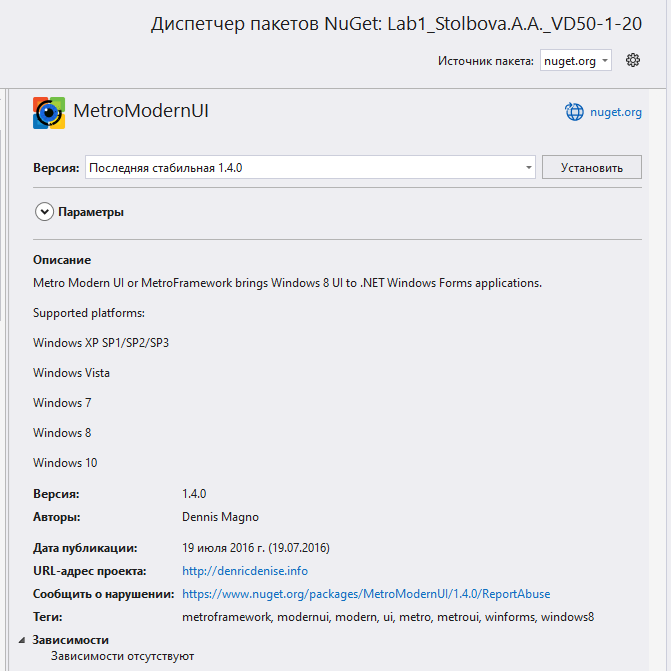 Диспетчер пакетов NuGet: Lab1_Stolbova.A.A._VD50-1-20
Источник пакета: nuget.org
MetroModernUI
nuget.org
Версия: Последняя стабильная 1.4.0 Установить
Параметры
Описание
Metro Modern UI or MetroFramework brings Windows 8 UI to .NET Windows Forms applications.
Supported platforms:
Windows XP SP1/SP2/SP3
Windows Vista
Windows 7
Windows 8
Windows 10
Версия: 1.4.0
Авторы: Dennis Magno
Дата публикации: 19 июля 2016 г. (19.07.2016)
URL-адрес проекта: http://denricdenise.info
Сообщить о нарушении: https://www.nuget.org/packages/MetroModernUI/1.4.0/ReportAbuse
Теги: metroframework, modernui, modern, ui, metro, metroui, winforms, windows8
Зависимости
Зависимости отсутствуют